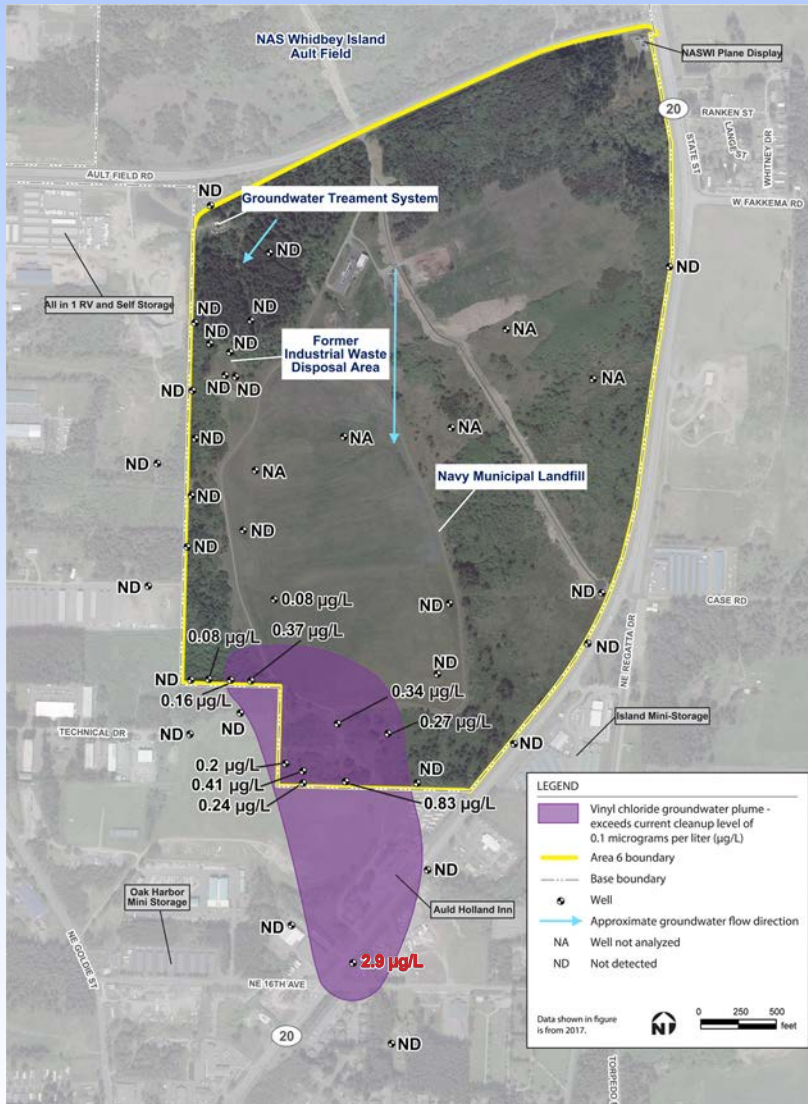 NAS Whidbey Island
Ault Field
NASWI Plane Display
20
RANKEN ST
LANGE ST
WHITNEY DR
STATE ST
W FAKKEMA RD
AULT FIELD RD
ND
Groundwater Treament System
ND
All in 1 RV and Self Storage
ND
ND
ND
ND
ND
NA
Former
Industrial Waste
Disposal Area
ND
ND
ND
NA
NA
ND
NA
ND
NA
Navy Municipal Landfill
ND
ND
ND
ND
ND
CASE RD
0.08 µg/L
ND
0.08 µg/L
0.37 µg/L
ND
NE REGATTA DR
ND
ND
0.16 µg/L
0.34 µg/L
0.27 µg/L
Island Mini-Storage
TECHNICAL DR
ND
ND
ND
0.2 µg/L
0.41 µg/L
0.24 µg/L
ND
0.83 µg/L
ND
Oak Harbor
Mini Storage
Auld Holland Inn
ND
NE GOLDIE ST
2.9 µg/L
NE 16TH AVE
20
ND
TORPEDO
LEGEND
Vinyl chloride groundwater plume -
exceeds current cleanup level of
0.1 micrograms per liter (µg/L)
Area 6 boundary
Base boundary
Well
Approximate groundwater flow direction
NA Well not analyzed
ND Not detected
Data shown in figure
is from 2017.
N
0 250 500
feet